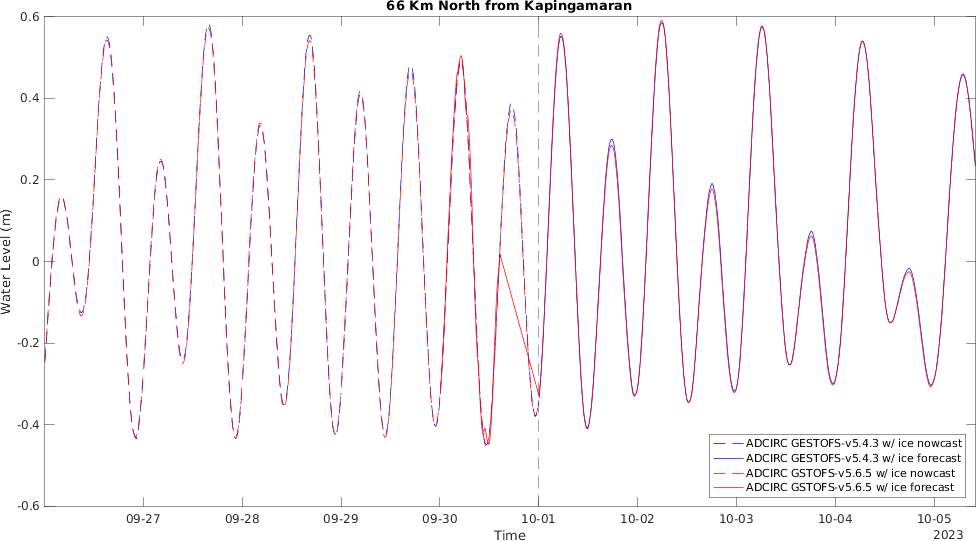 66 Km North from Kapingamaran
0.6
0.4
0.2
0
-0.2
-0.4
-0.6
Water Level (m)
ADCIRC GESTOFS-v5.4.3 w/ ice nowcast
ADCIRC GESTOFS-v5.4.3 w/ ice forecast
ADCIRC GSTOFS-v5.6.5 w/ ice nowcast
ADCIRC GSTOFS-v5.6.5 w/ ice forecast
09-27 09-28 09-29 09-30 10-01 10-02 10-03 10-04 10-05
Time 2023